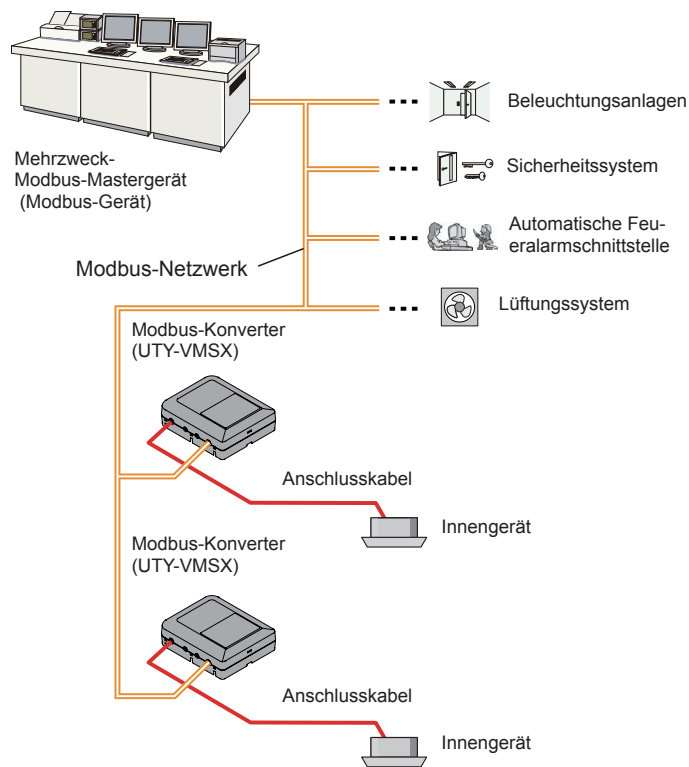 Beleuchtungsanlagen
Mehrzweck-
Modbus-Mastergerät
(Modbus-Gerät)
Sicherheitssystem
Automatische Feu-
eralarmschnittstelle
Modbus-Netzwerk
Lüftungssystem
Modbus-Konverter
(UTY-VMSX)
Anschlusskabel
Innengerät
Modbus-Konverter
(UTY-VMSX)
Anschlusskabel
Innengerät